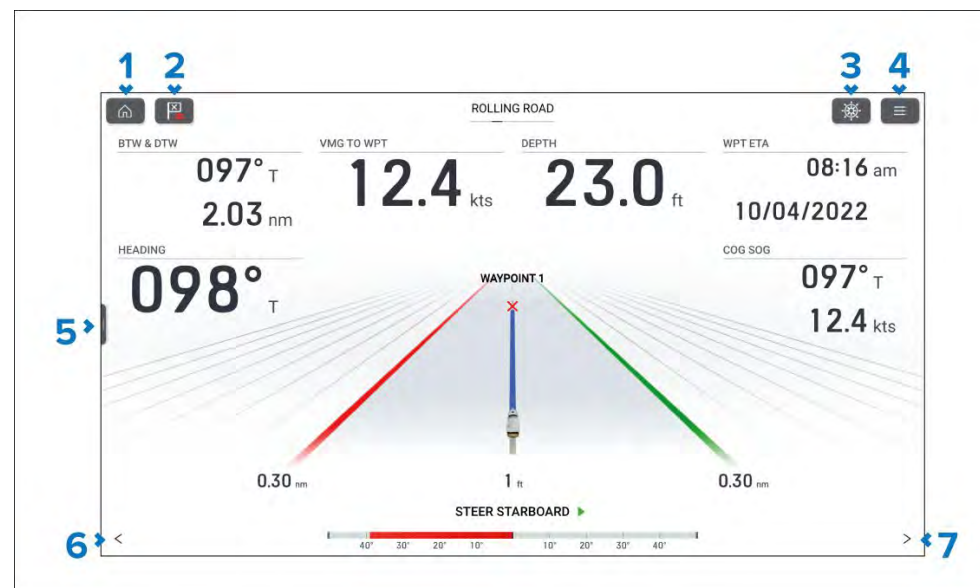 1 2 3 4
ROLLING ROAD
BTW & DTW
097° T
2.03 nm
VMG TO WPT
12.4 kts
DEPTH
23.0 ft
WPT ETA
08:16 am
10/04/2022
HEADING
098° T
COG SOG
097° T
12.4 kts
WAYPOINT 1
5
0.30 nm 1 ft 0.30 nm
STEER STARBOARD
40° 30° 20° 10° 10° 20° 30° 40°
6 < > 7